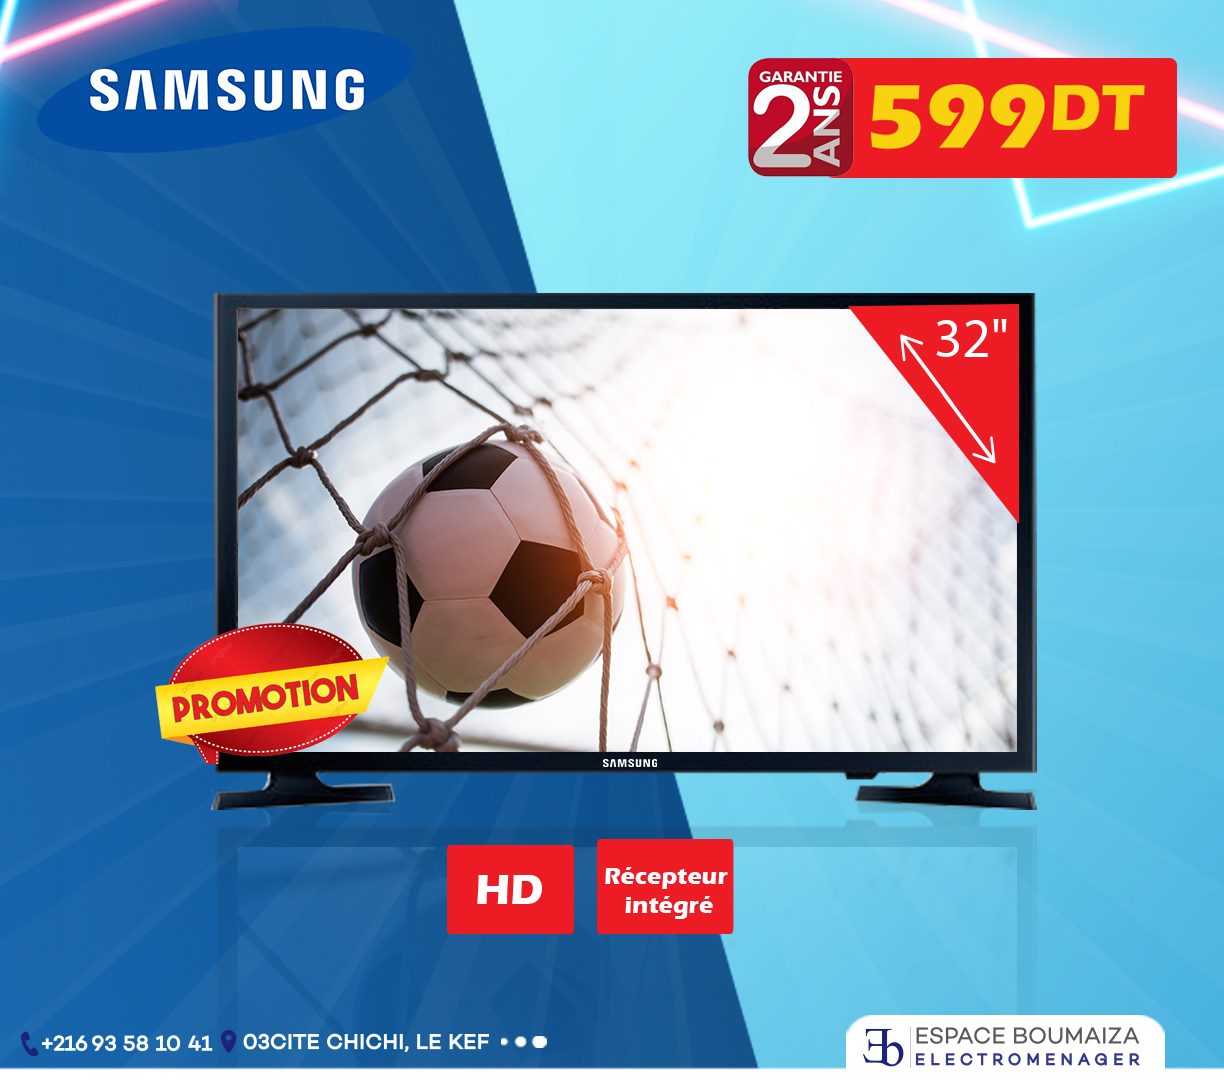 SAMSUNG
GARANTIE
2 ANS
599DT
32"
PROMOTION
SAMSUNG
HD
Récepteur
intégré
+216 93 58 10 41
03CITE CHICHI, LE KEF
ESPACE BOUMAIZA
ELECTROMENAGER